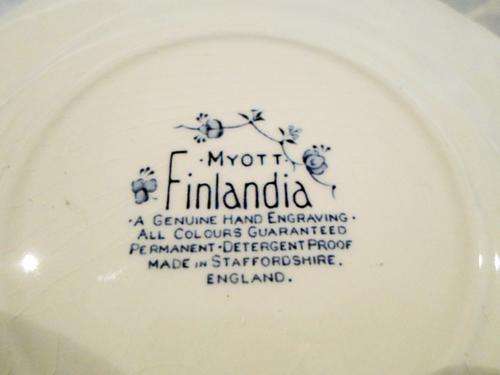 · MYOTT ·
Finlandia
· A GENUINE HAND ENGRAVING ·
ALL COLOURS GUARANTEED
PERMANENT · DETERGENT PROOF
MADE IN STAFFORDSHIRE.
ENGLAND.